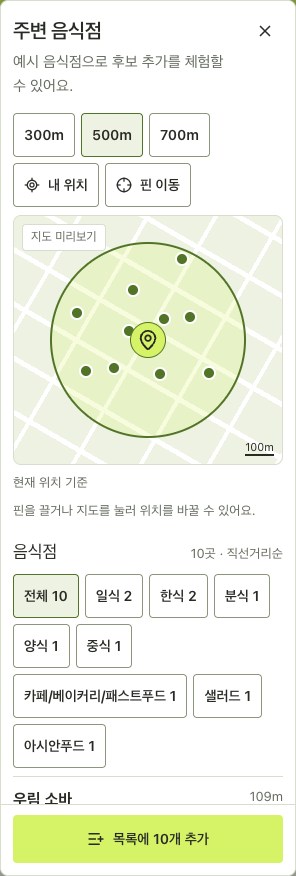 주변 음식점
예시 음식점으로 후보 추가를 체험할
수 있어요.
300m 500m 700m
내 위치 핀 이동
지도 미리보기
100m
현재 위치 기준
핀을 끌거나 지도를 눌러 위치를 바꿀 수 있어요.
음식점 10곳 · 직선거리순
전체 10 일식 2 한식 2 분식 1
양식 1 중식 1
카페/베이커리/패스트푸드 1 샐러드 1
아시안푸드 1
우림 소바 109m
목록에 10개 추가